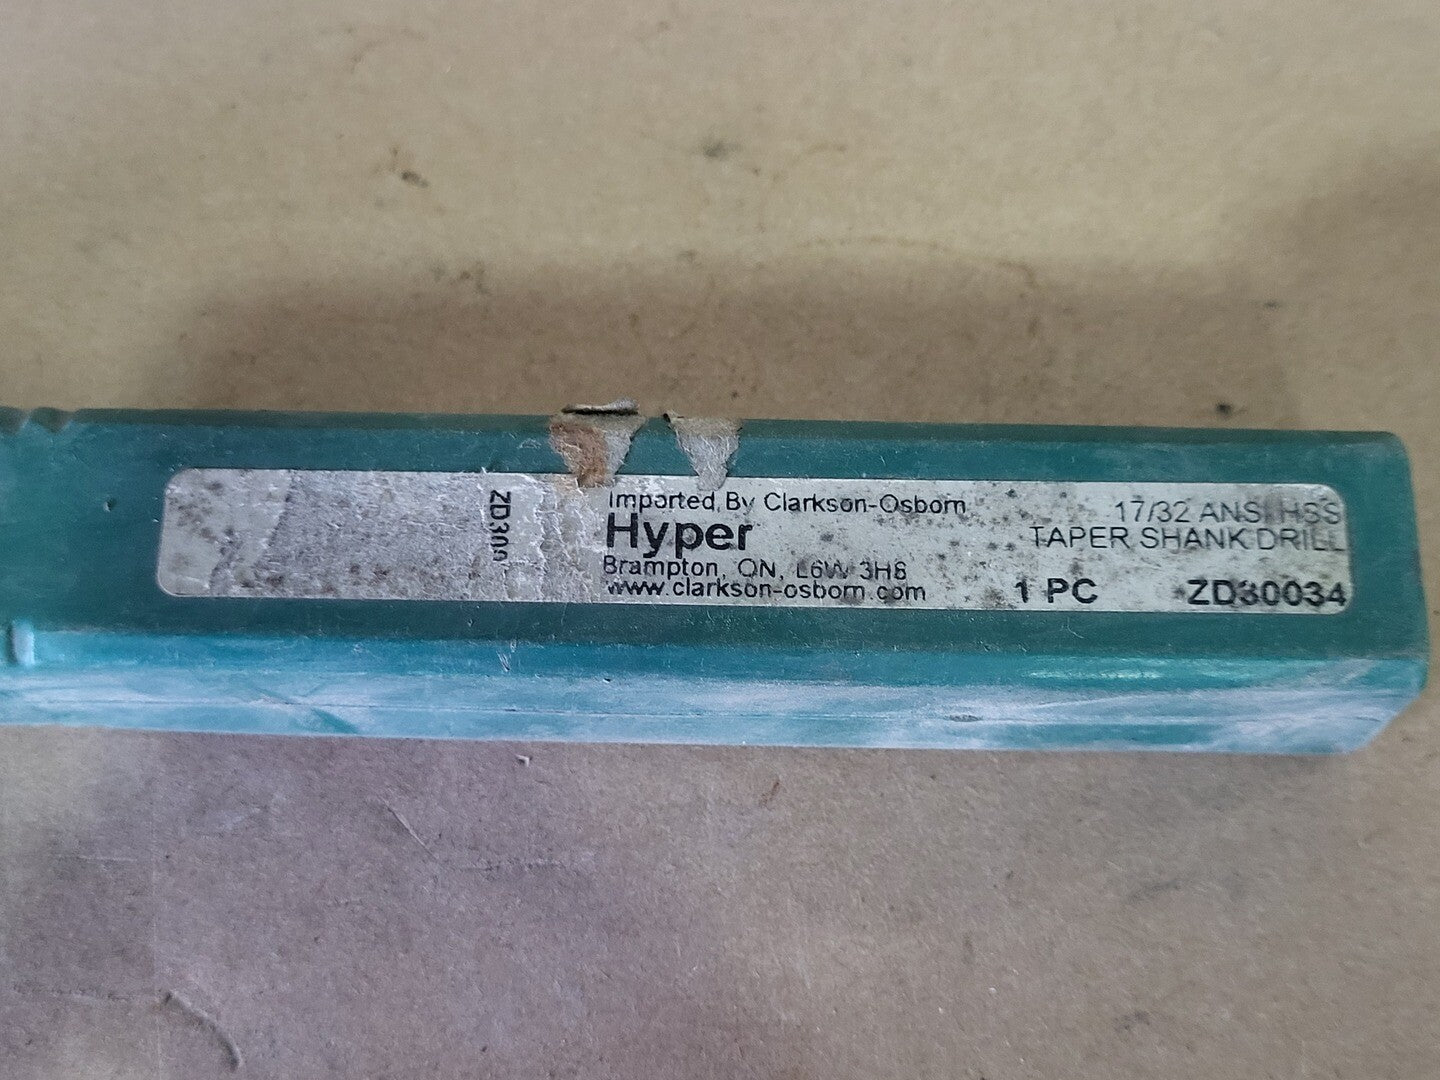 ZD300
Imported By Clarkson-Osborn
Hyper
Brampton, ON, L6W 3H8
www.clarkson-osborn.com
17/32 ANSI HSS
TAPER SHANK DRILL
1 PC ZD30034